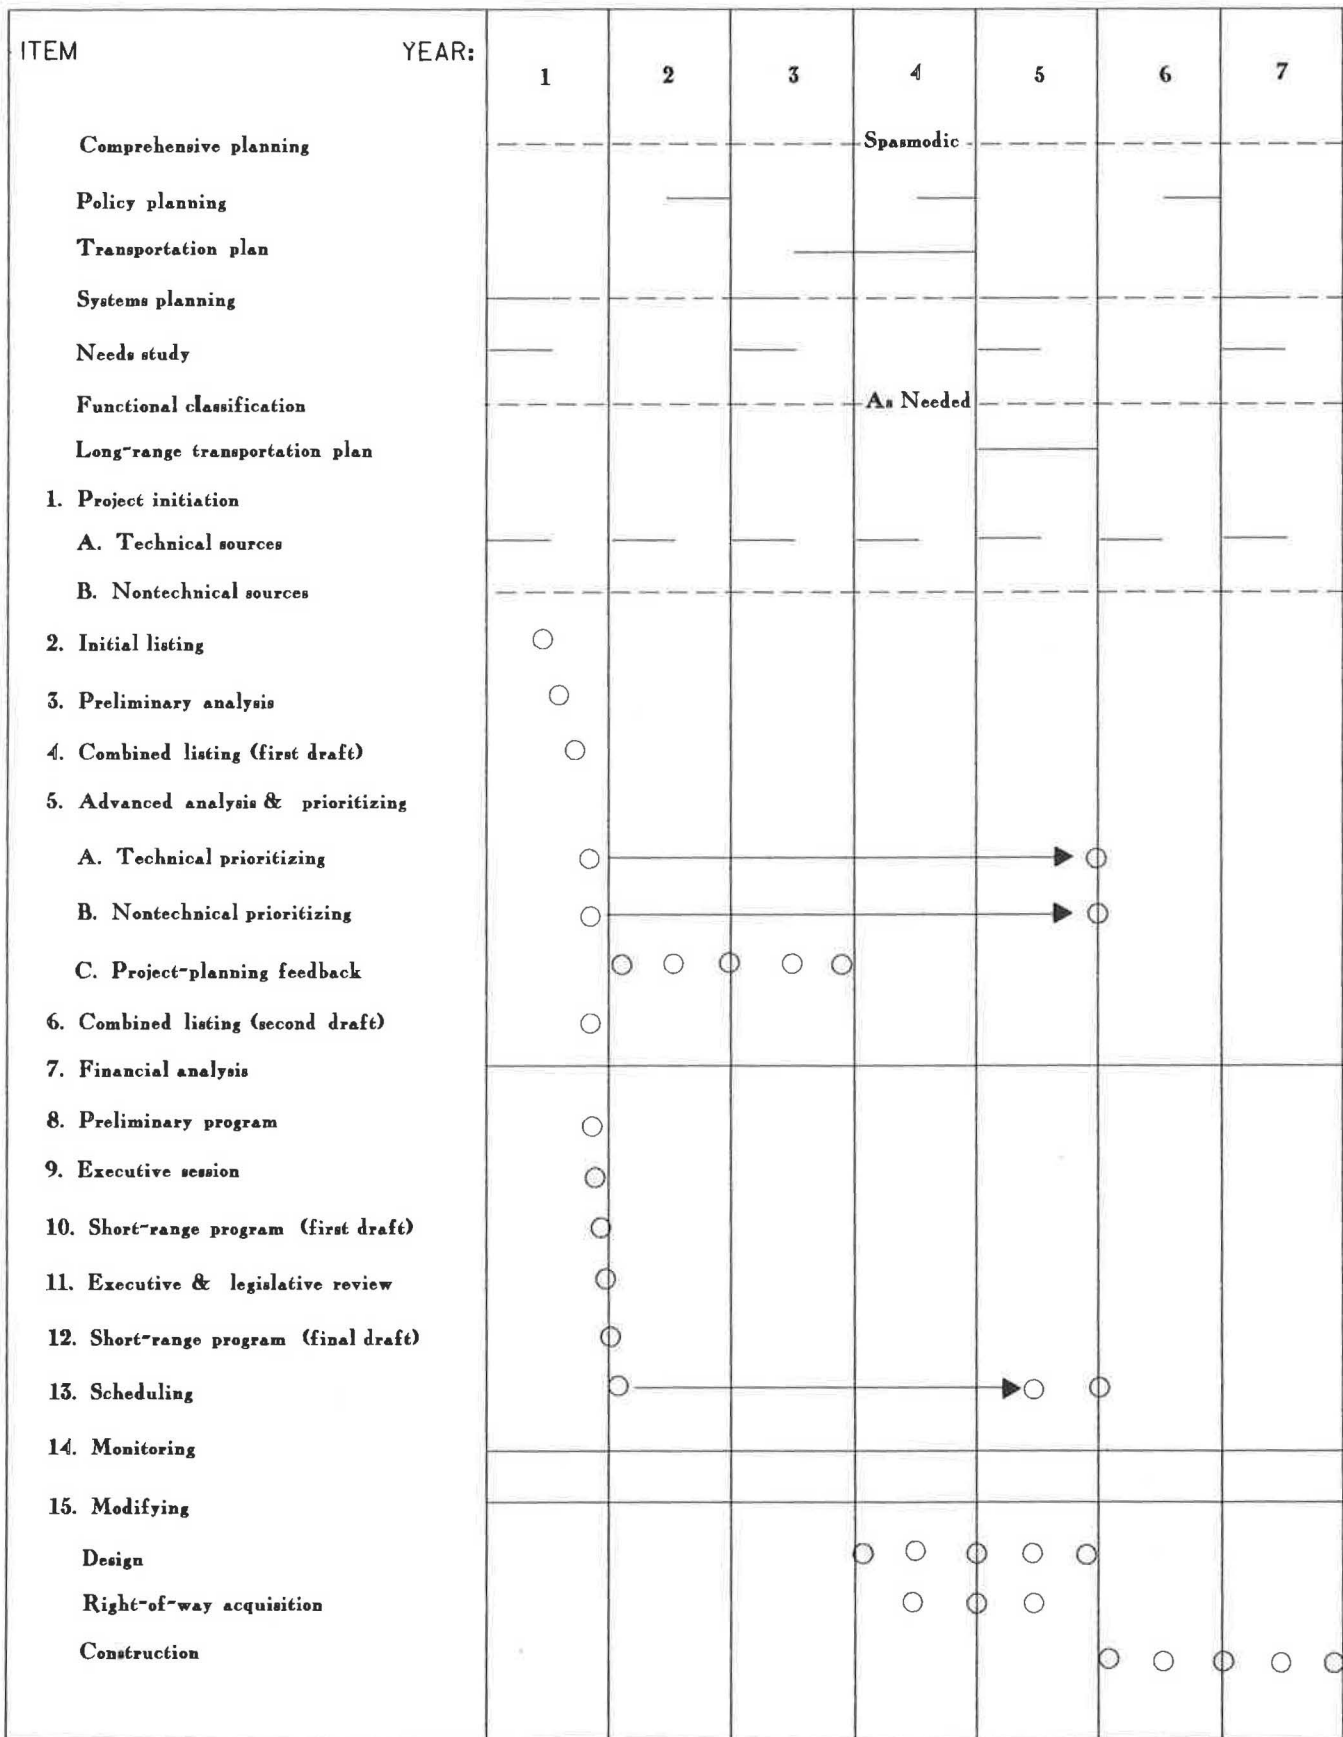 ITEM YEAR: 1 2 3 4 5 6 7
Comprehensive planning Spasmodic
Policy planning
Transportation plan
Systems planning
Needs study
Functional classification As Needed
Long-range transportation plan
1. Project initiation
A. Technical sources
B. Nontechnical sources
2. Initial listing
3. Preliminary analysis
4. Combined listing (first draft)
5. Advanced analysis & prioritizing
A. Technical prioritizing
B. Nontechnical prioritizing
C. Project-planning feedback
6. Combined listing (second draft)
7. Financial analysis
8. Preliminary program
9. Executive session
10. Short-range program (first draft)
11. Executive & legislative review
12. Short-range program (final draft)
13. Scheduling
14. Monitoring
15. Modifying
Design
Right-of-way acquisition
Construction